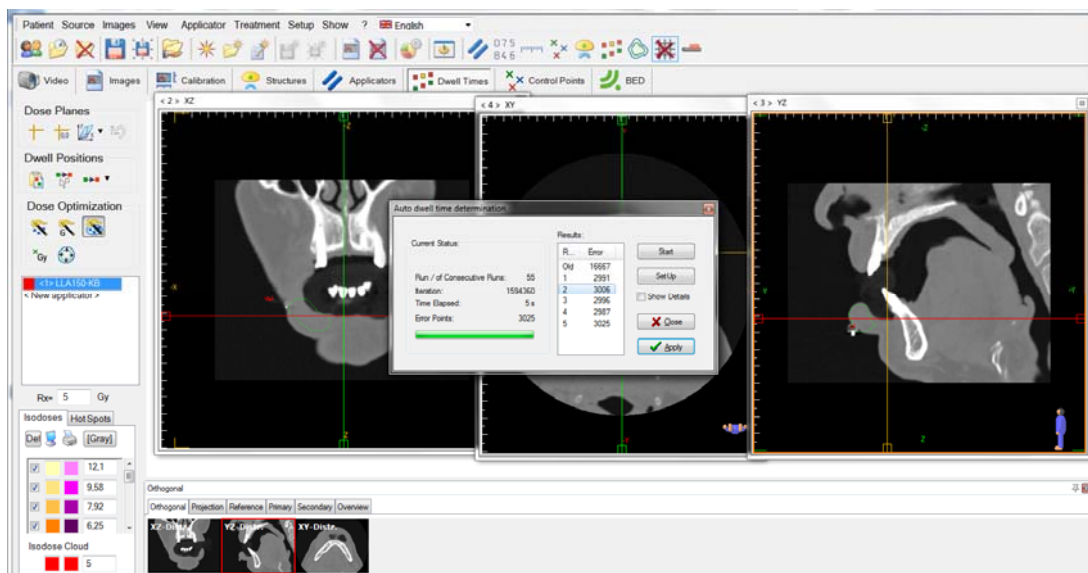 Patient Source Images View Applicator Treatment Setup Show ? English
Video Images Calibration Structures Applicators Dwell Times Control Points BED
Dose Planes
Dwell Positions
Dose Optimization
Gy
<1> LLA150-KB
< New applicator >
Rx= 5 Gy
Isodoses Hot Spots
Def [Gray]
12,1
9,58
7,92
6,25
Isodose Cloud
5
< 2 > XZ
< 4 > XY
< 3 > YZ
Auto dwell time determination
Current Status:
Run / of Consecutive Runs: 55
Iteration: 1584360
Time Elapsed: 5 s
Error Points: 3025
Results:
R... Error
Old 16667
1 2991
2 3006
3 2996
4 2987
5 3025
Start
Set Up
Show Details
Close
Apply
Orthogonal
Orthogonal Projection Reference Primary Secondary Overview
XZ-Distr. YZ-Distr. XY-Distr.